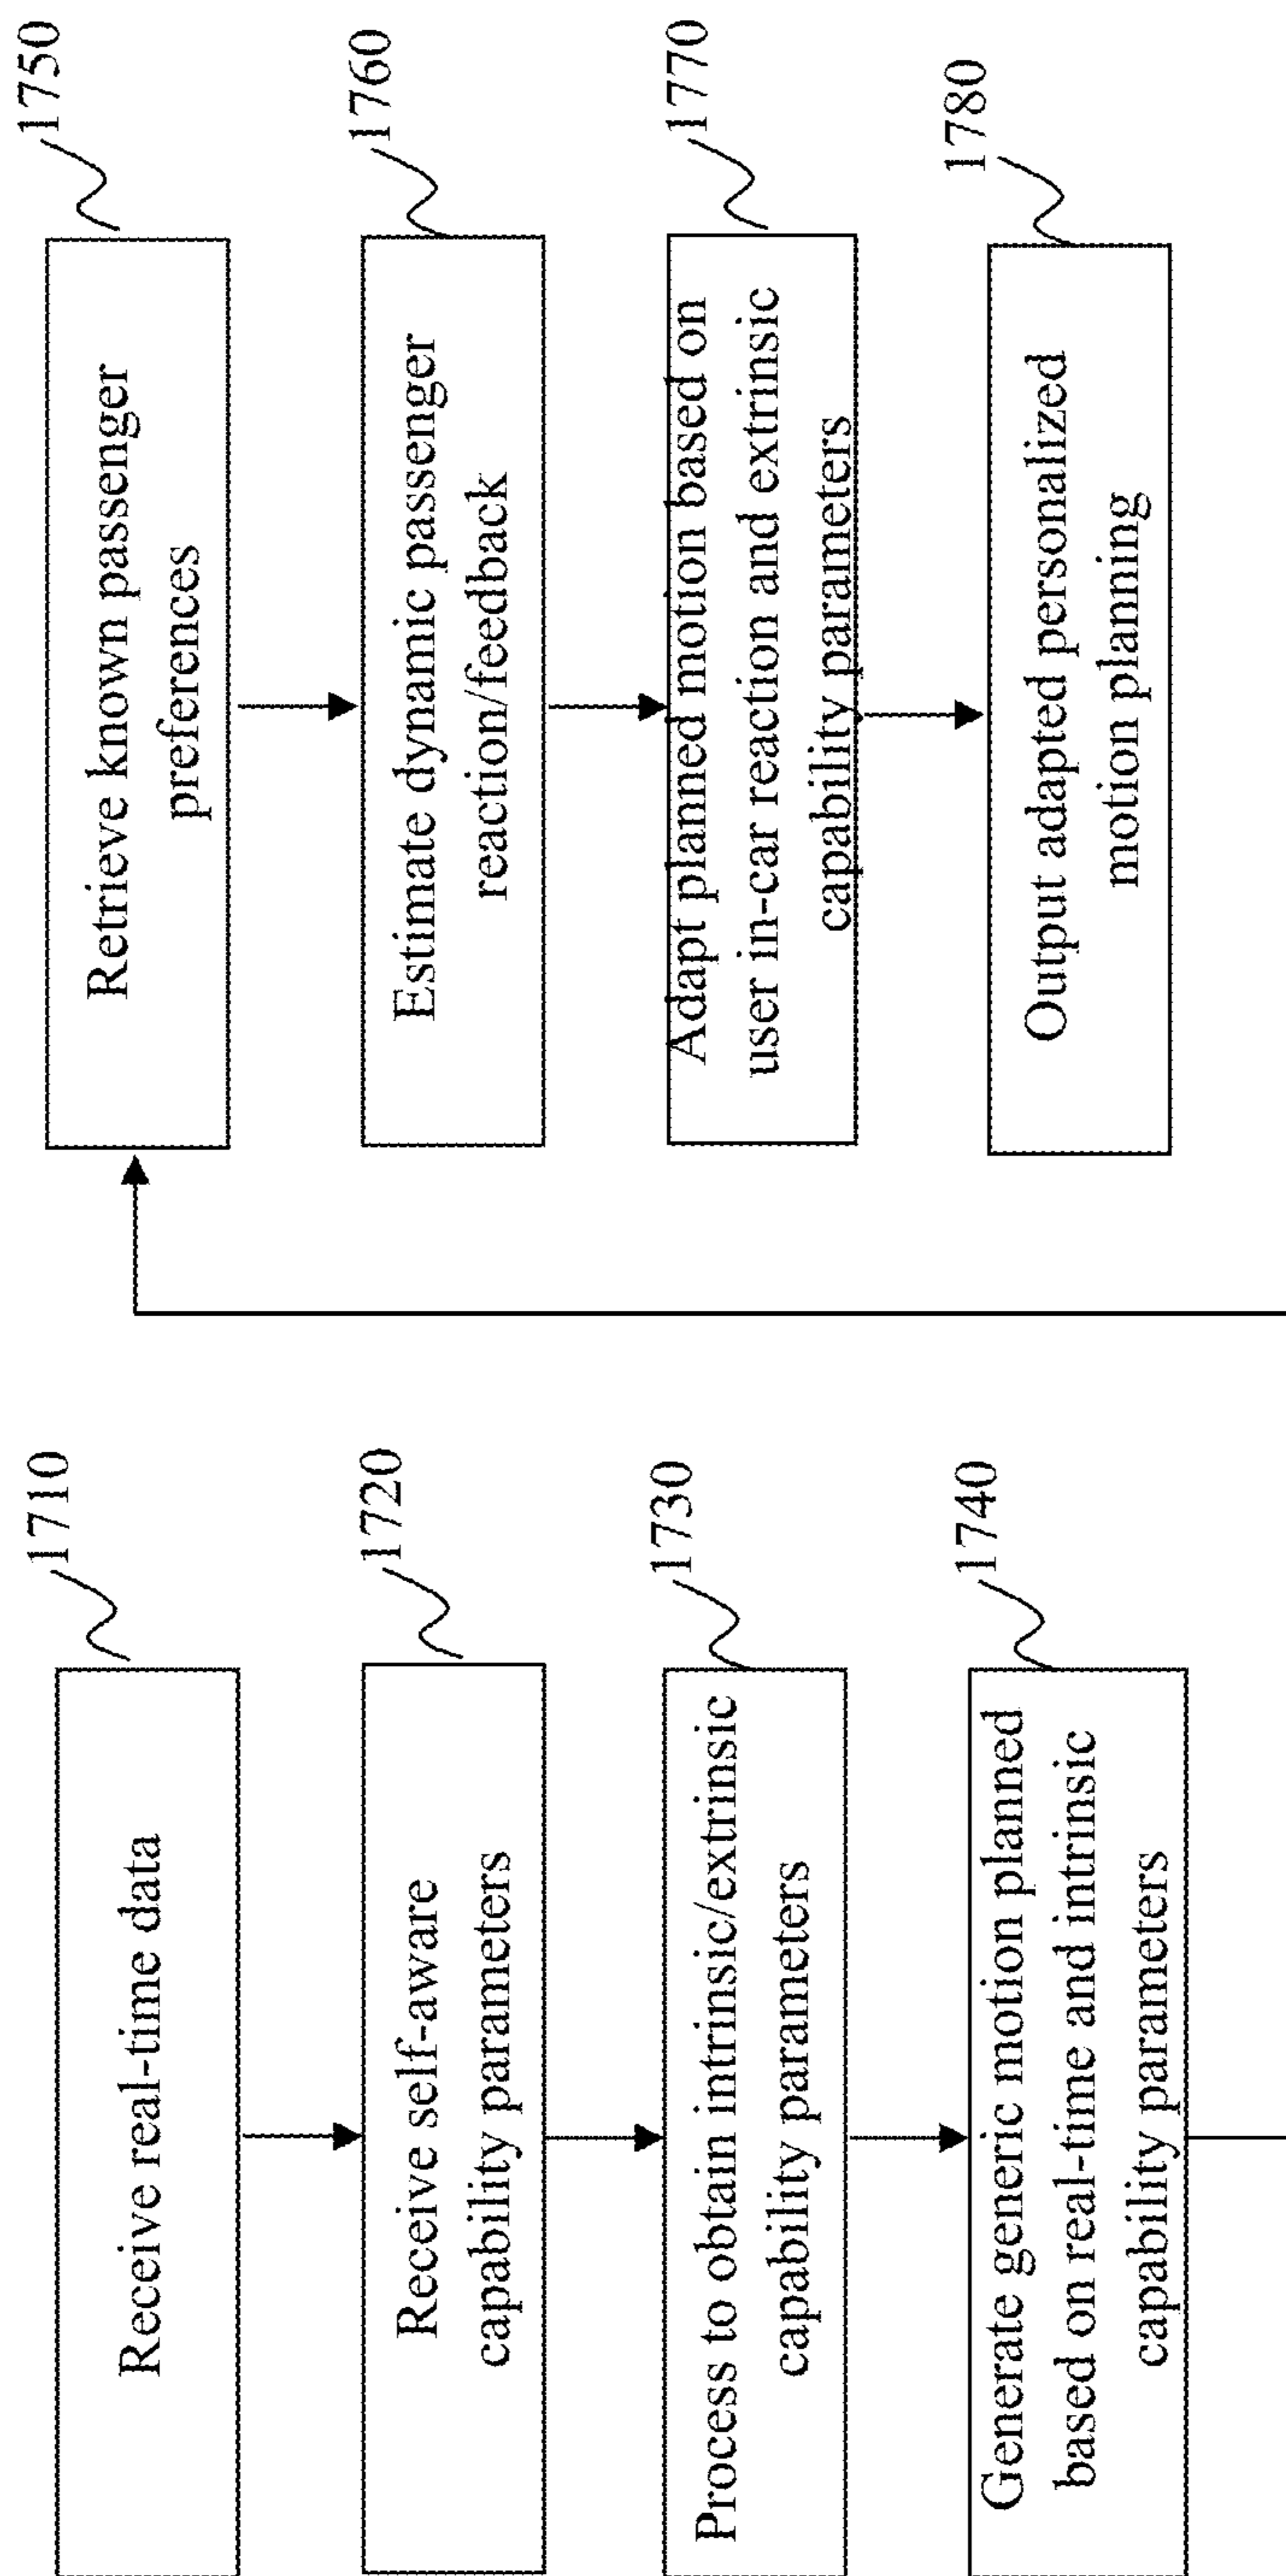 1710
Receive real-time data
1720
Receive self-aware
capability parameters
1730
Process to obtain intrinsic/extrinsic
capability parameters
1740
Generate generic motion planned
based on real-time and intrinsic
capability parameters
1750
Retrieve known passenger
preferences
1760
Estimate dynamic passenger
reaction/feedback
1770
Adapt planned motion based on
user in-car reaction and extrinsic
capability parameters
1780
Output adapted personalized
motion planning